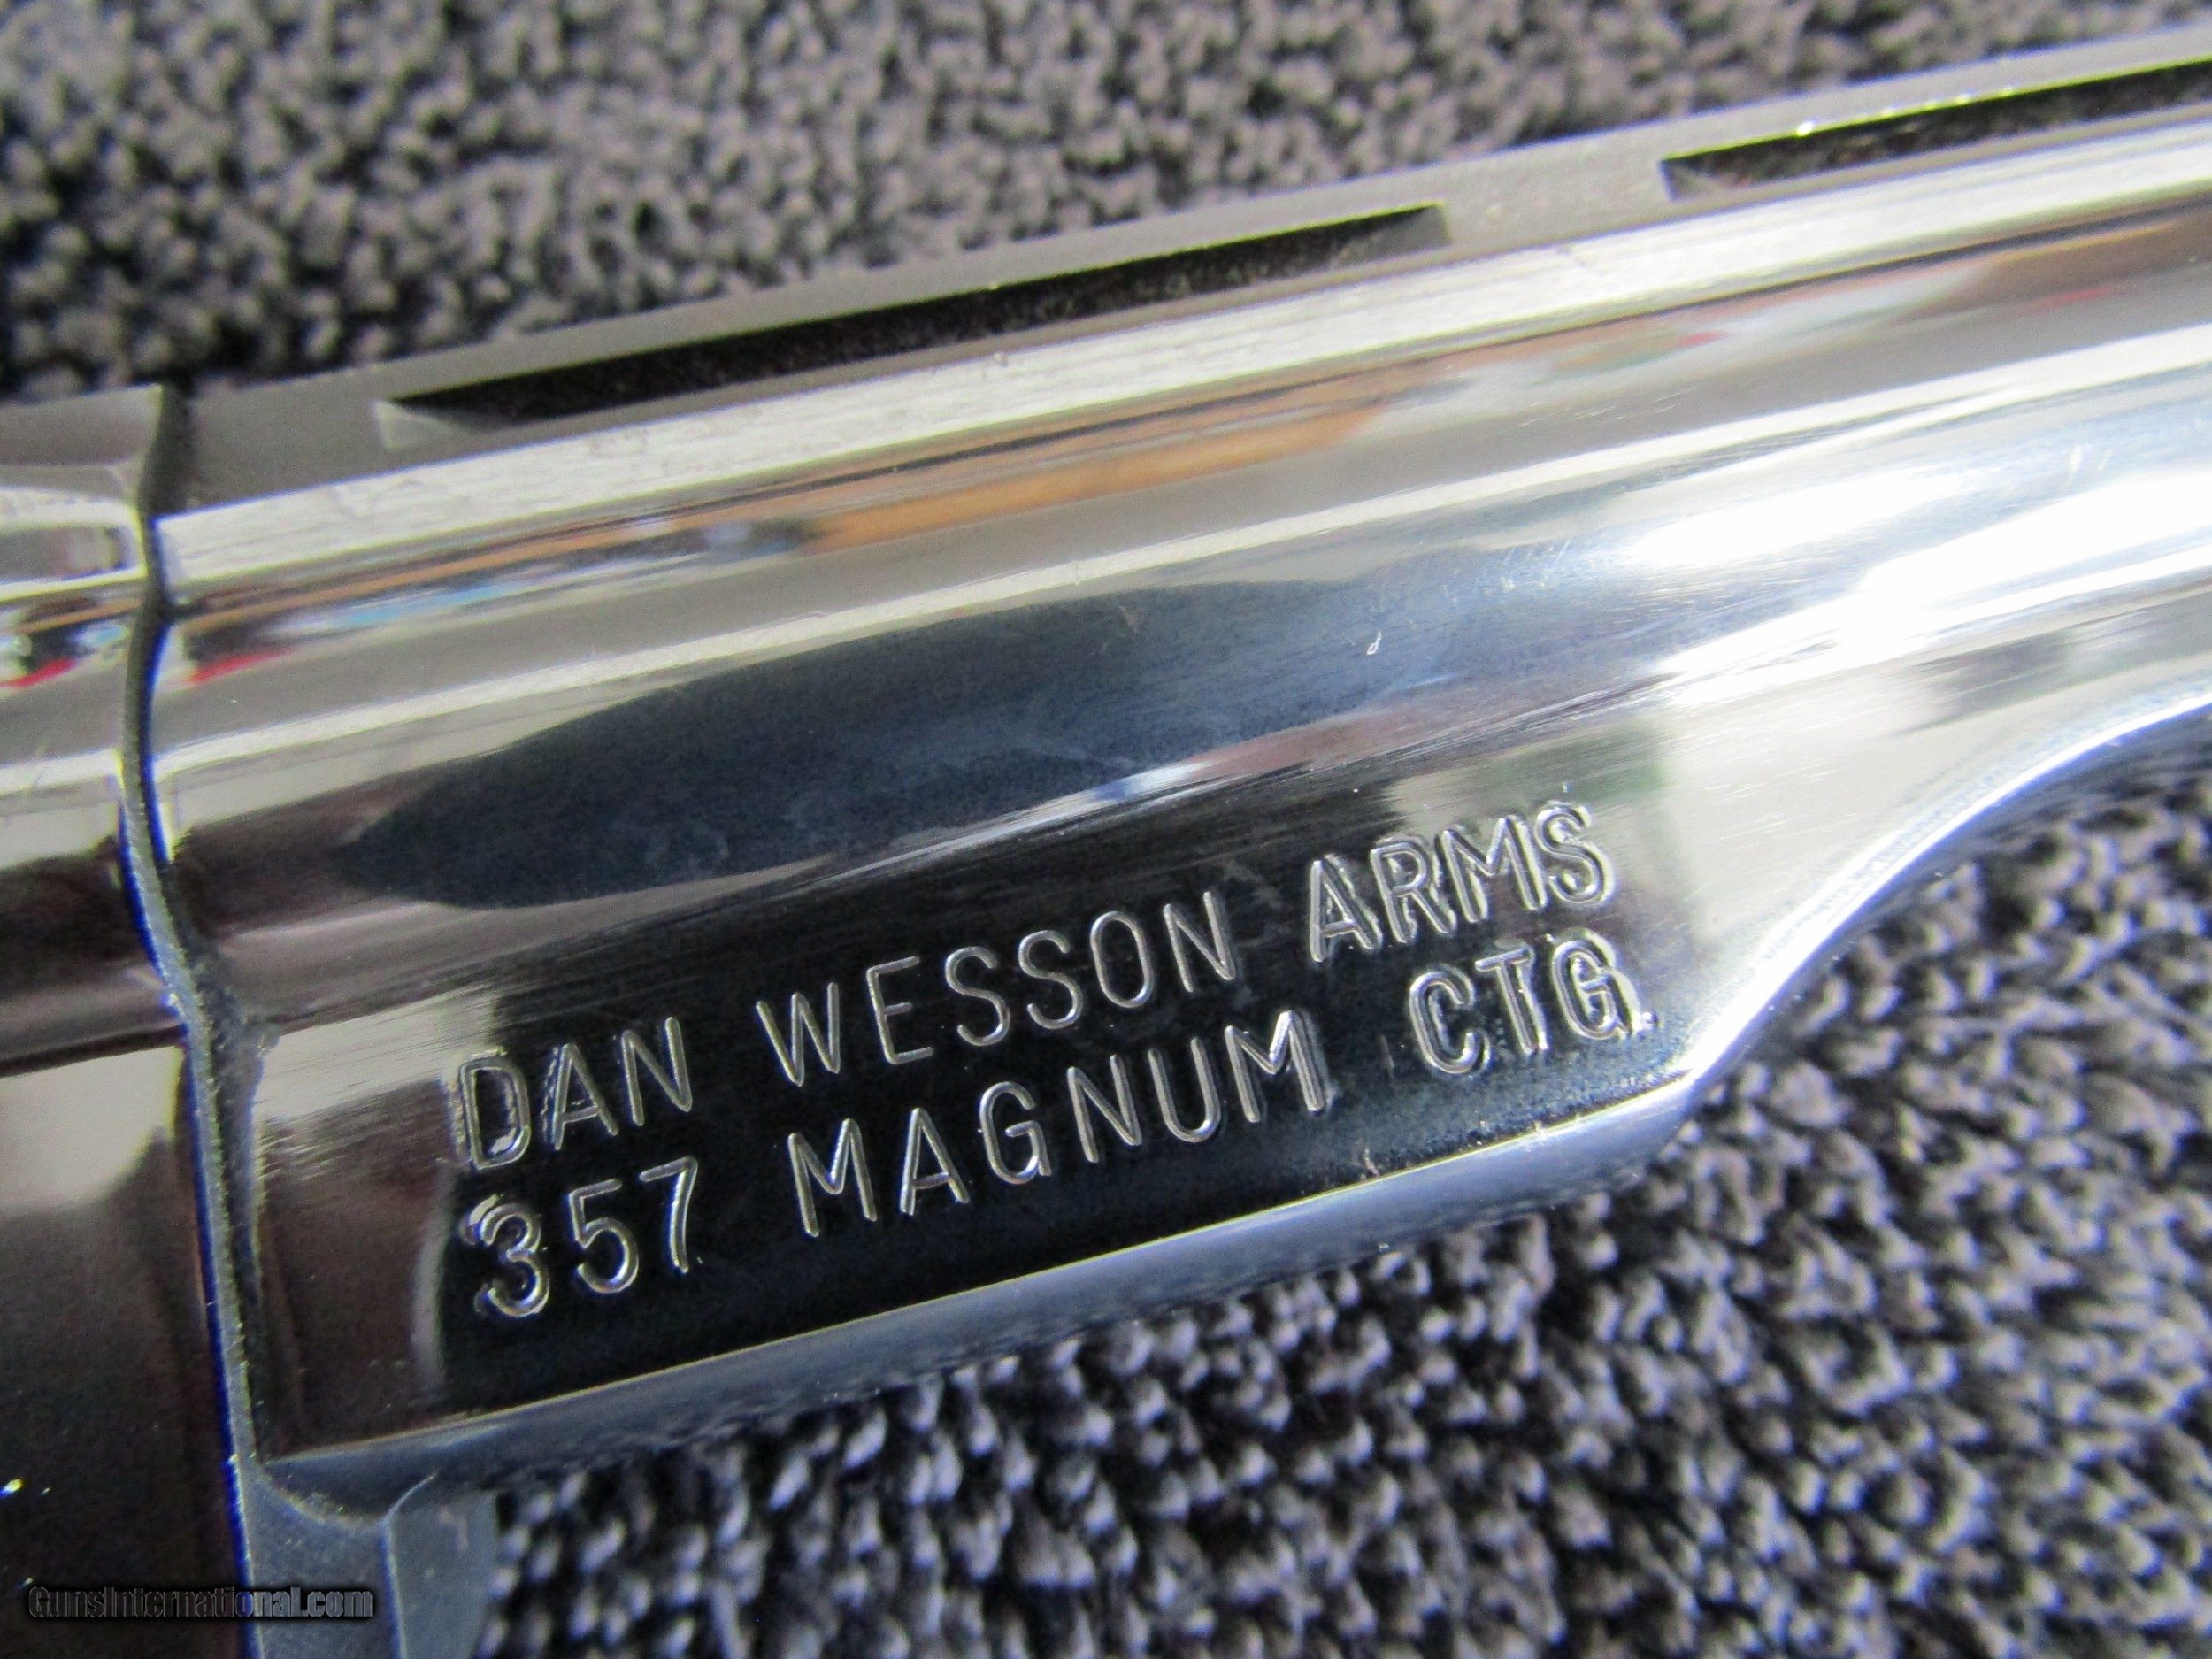 DAN WESSON ARMS
357 MAGNUM CTG.
GunsInternational.com